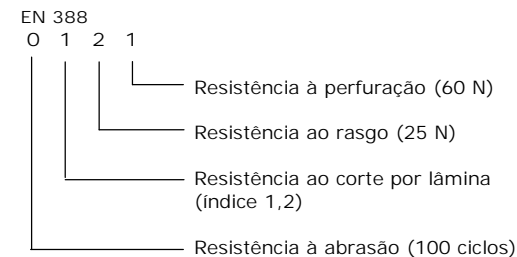 EN 388
0 1 2 1
Resistência à perfuração (60 N)
Resistência ao rasgo (25 N)
Resistência ao corte por lâmina
(índice 1,2)
Resistência à abrasão (100 ciclos)